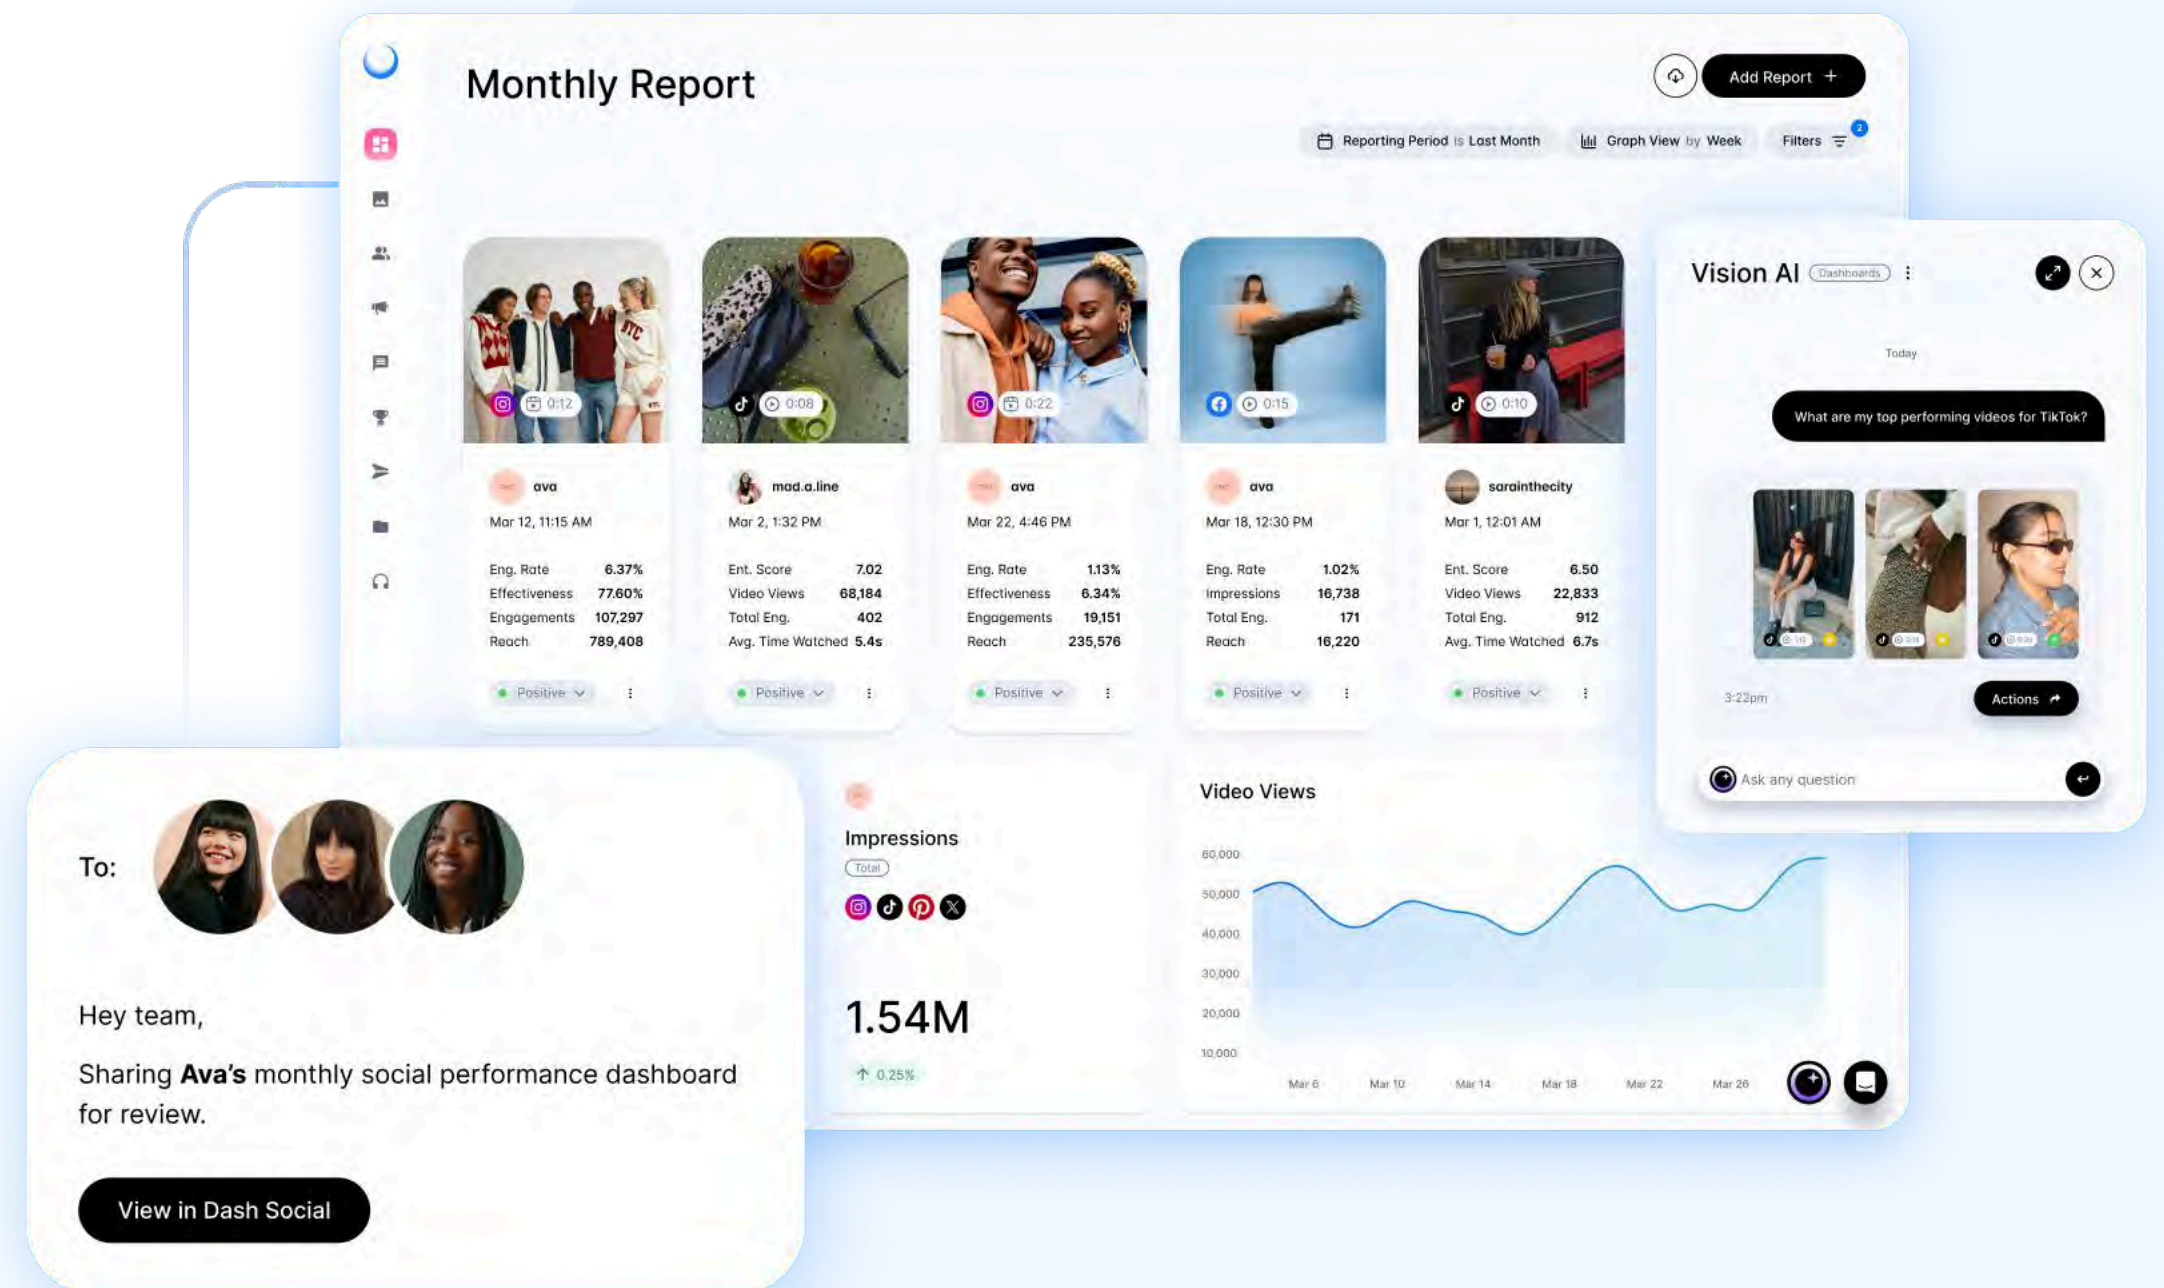 Monthly Report
Add Report +
Reporting Period is Last Month
Graph View by Week
Filters
2
0:12
0:08
0:22
0:15
0:10
NYC
ava
Mar 12, 11:15 AM
Eng. Rate 6.37%
Effectiveness 77.60%
Engagements 107,297
Reach 789,408
Positive
mad.a.line
Mar 2, 1:32 PM
Ent. Score 7.02
Video Views 68,184
Total Eng. 402
Avg. Time Watched 5.4s
Positive
ava
Mar 22, 4:46 PM
Eng. Rate 1.13%
Effectiveness 6.34%
Engagements 19,151
Reach 235,576
Positive
ava
Mar 18, 12:30 PM
Eng. Rate 1.02%
Impressions 16,738
Total Eng. 171
Reach 16,220
Positive
sarainthecity
Mar 1, 12:01 AM
Ent. Score 6.50
Video Views 22,833
Total Eng. 912
Avg. Time Watched 6.7s
Positive
Vision AI
Dashboards
Today
What are my top performing videos for TikTok?
3:22pm
Actions
Ask any question
To:
Hey team,
Sharing Ava's monthly social performance dashboard
for review.
View in Dash Social
Impressions
Total
1.54M
0.25%
Video Views
60,000
50,000
40,000
30,000
20,000
10,000
Mar 6
Mar 10
Mar 14
Mar 18
Mar 22
Mar 26